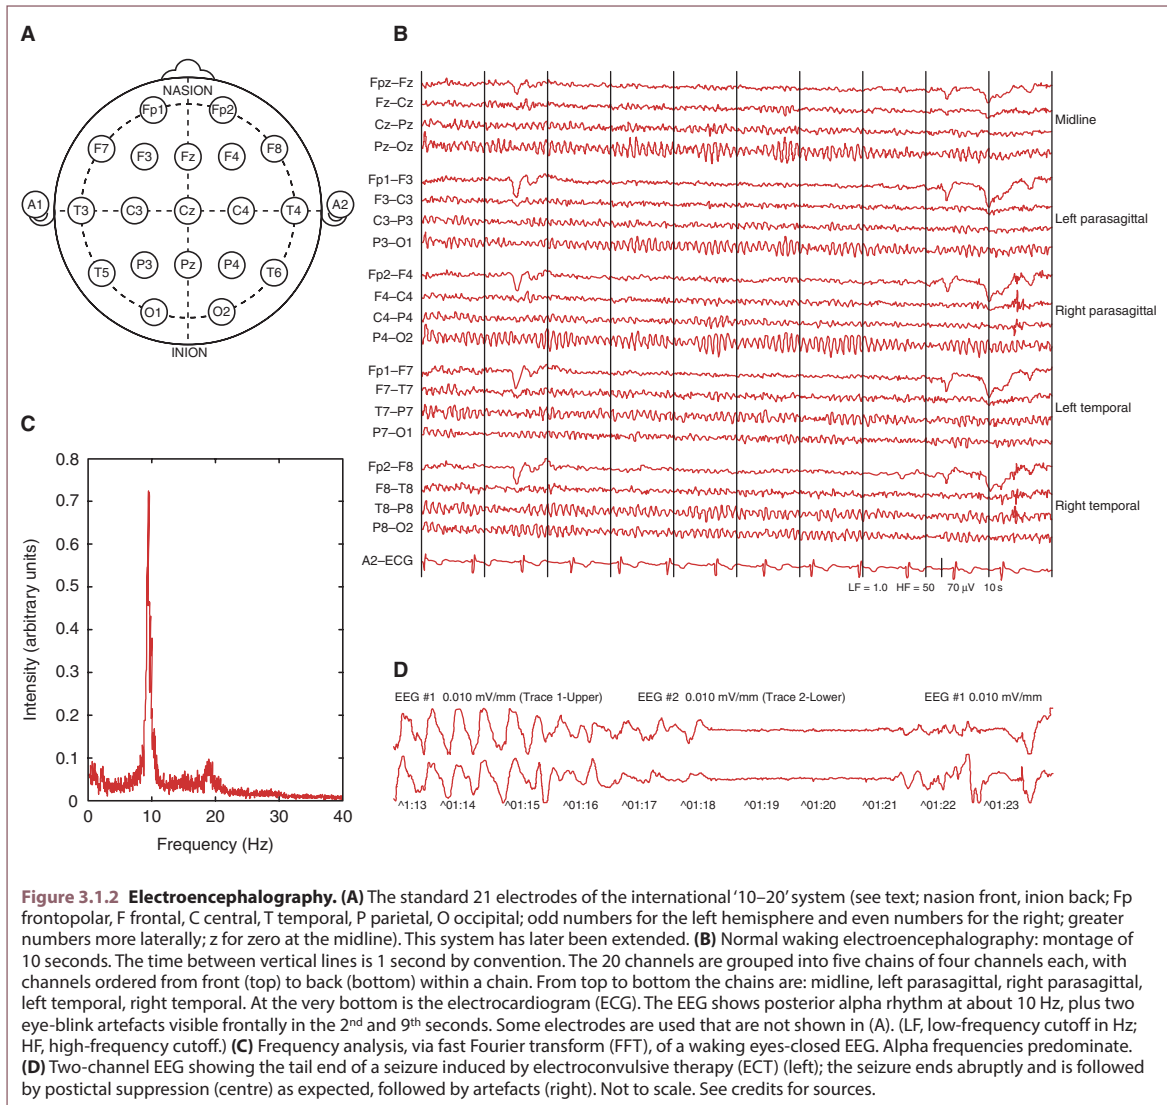 A
NASION
Fp1 Fp2
F7 F3 Fz F4 F8
A1 T3 C3 Cz C4 T4 A2
T5 P3 Pz P4 T6
O1 O2
INION
B
Fpz–Fz
Fz–Cz
Cz–Pz
Pz–Oz
Midline
Fp1–F3
F3–C3
C3–P3
P3–O1
Left parasagittal
Fp2–F4
F4–C4
C4–P4
P4–O2
Right parasagittal
Fp1–F7
F7–T7
T7–P7
P7–O1
Left temporal
Fp2–F8
F8–T8
T8–P8
P8–O2
Right temporal
A2–ECG
LF = 1.0 HF = 50 70 µV 10 s
C
Intensity (arbitrary units)
0.8
0.7
0.6
0.5
0.4
0.3
0.2
0.1
0
0 10 20 30 40
Frequency (Hz)
D
EEG #1 0.010 mV/mm (Trace 1-Upper) EEG #2 0.010 mV/mm (Trace 2-Lower) EEG #1 0.010 mV/mm
^01:13 ^01:14 ^01:15 ^01:16 ^01:17 ^01:18 ^01:19 ^01:20 ^01:21 ^01:22 ^01:23
Figure 3.1.2 Electroencephalography. (A) The standard 21 electrodes of the international ‘10–20’ system (see text; nasion front, inion back; Fp
frontopolar, F frontal, C central, T temporal, P parietal, O occipital; odd numbers for the left hemisphere and even numbers for the right; greater
numbers more laterally; z for zero at the midline). This system has later been extended. (B) Normal waking electroencephalography: montage of
10 seconds. The time between vertical lines is 1 second by convention. The 20 channels are grouped into five chains of four channels each, with
channels ordered from front (top) to back (bottom) within a chain. From top to bottom the chains are: midline, left parasagittal, right parasagittal,
left temporal, right temporal. At the very bottom is the electrocardiogram (ECG). The EEG shows posterior alpha rhythm at about 10 Hz, plus two
eye-blink artefacts visible frontally in the 2nd and 9th seconds. Some electrodes are used that are not shown in (A). (LF, low-frequency cutoff in Hz;
HF, high-frequency cutoff.) (C) Frequency analysis, via fast Fourier transform (FFT), of a waking eyes-closed EEG. Alpha frequencies predominate.
(D) Two-channel EEG showing the tail end of a seizure induced by electroconvulsive therapy (ECT) (left); the seizure ends abruptly and is followed
by postictal suppression (centre) as expected, followed by artefacts (right). Not to scale. See credits for sources.